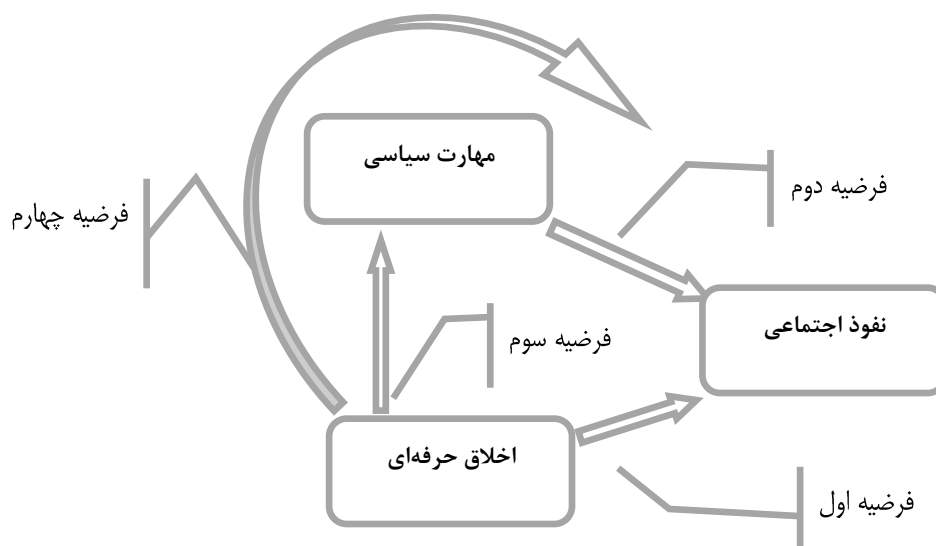 مهارت سیاسی
فرضیه دوم
فرضیه چهارم
نفوذ اجتماعی
فرضیه سوم
اخلاق حرفه‌ای
فرضیه اول